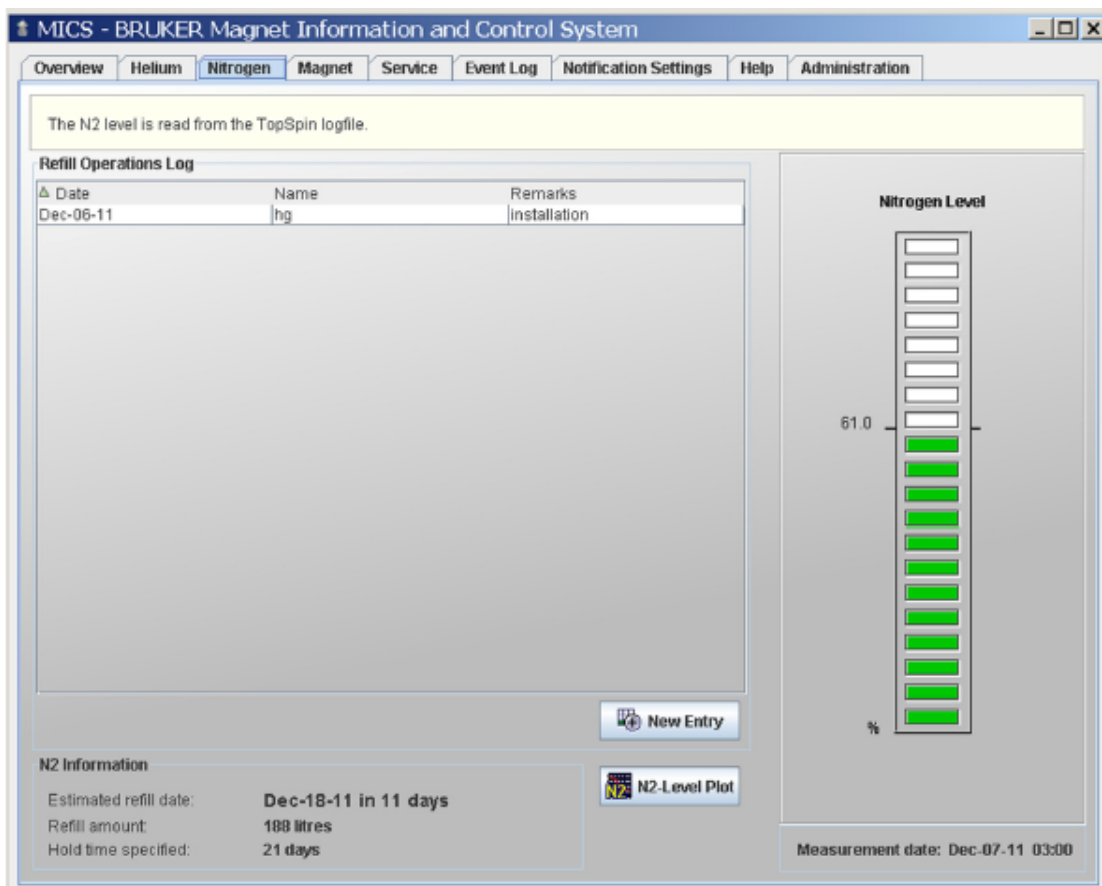 MICS - BRUKER Magnet Information and Control System
Overview Helium Nitrogen Magnet Service Event Log Notification Settings Help Administration
The N2 level is read from the TopSpin logfile.
Refill Operations Log
Date Name Remarks
Dec-06-11 hg installation
New Entry
N2 Information
Estimated refill date: Dec-18-11 in 11 days
Refill amount: 188 litres
Hold time specified: 21 days
N2
N2-Level Plot
Nitrogen Level
61.0
%
Measurement date: Dec-07-11 03:00